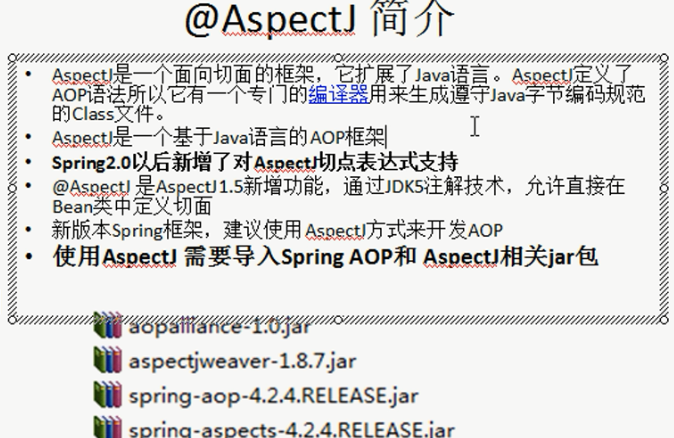 @AspectJ 简介
• AspectJ是一个面向切面的框架，它扩展了Java语言。AspectJ定义了
AOP语法所以它有一个专门的编译器用来生成遵守Java字节编码规范
的Class文件。
• AspectJ是一个基于Java语言的AOP框架
• Spring2.0以后新增了对AspectJ切点表达式支持
• @AspectJ 是AspectJ1.5新增功能，通过JDK5注解技术，允许直接在
Bean类中定义切面
• 新版本Spring框架，建议使用 AspectJ方式来开发AOP
• 使用AspectJ 需要导入Spring AOP和 AspectJ相关jar包
aopalliance-1.0.jar
aspectjweaver-1.8.7.jar
spring-aop-4.2.4.RELEASE.jar
spring-aspects-4.2.4.RELEASE.jar